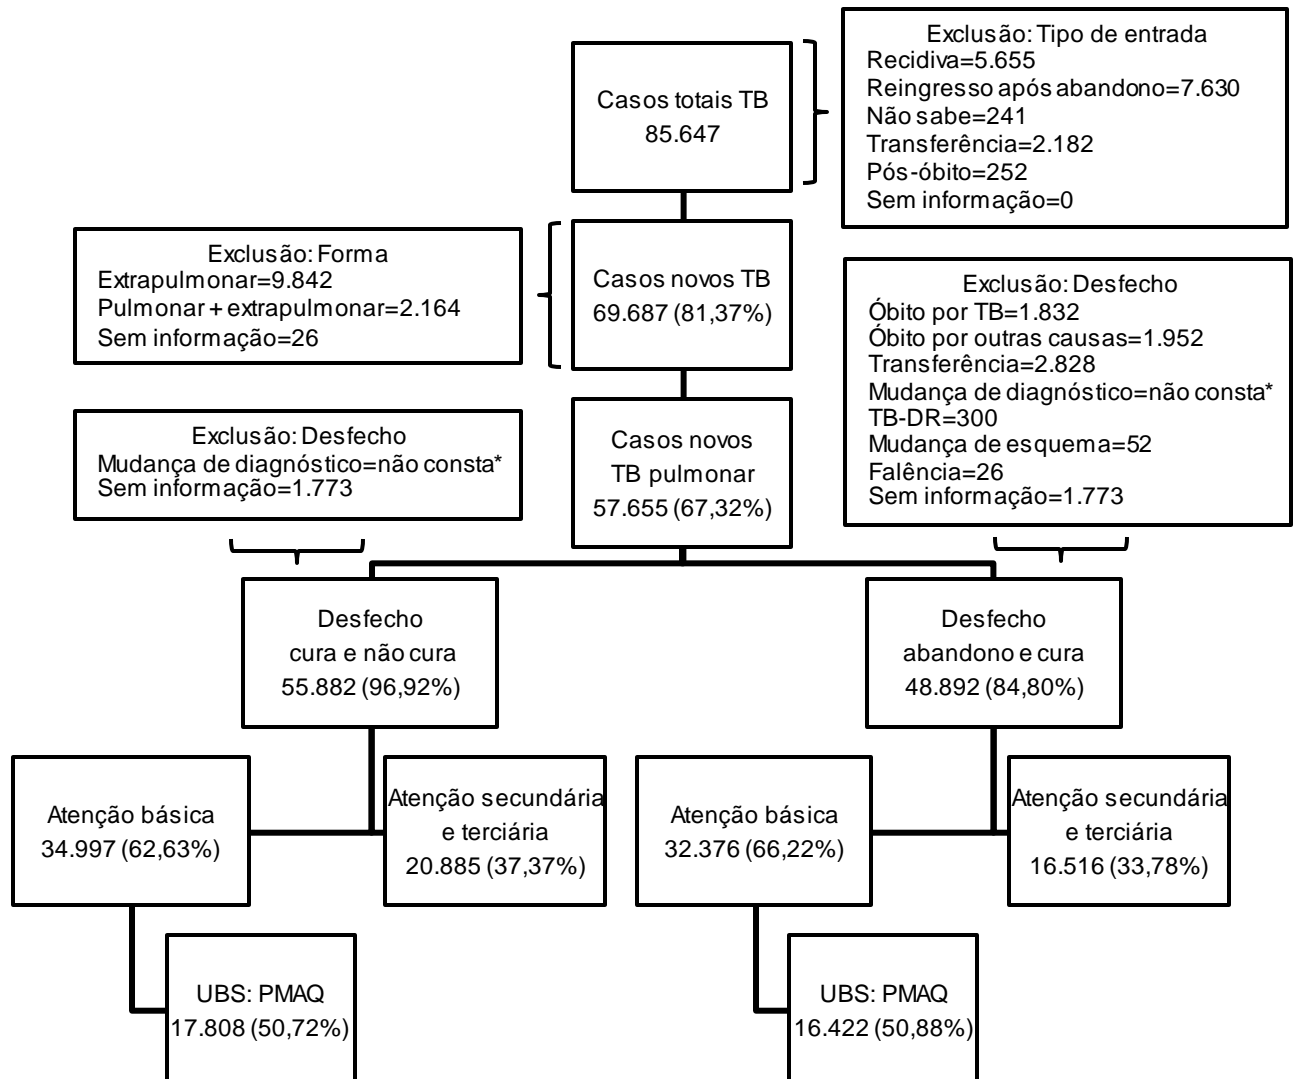 Casos totais TB
85.647
Exclusão: Tipo de entrada
Recidiva=5.655
Reingresso após abandono=7.630
Não sabe=241
Transferência=2.182
Pós-óbito=252
Sem informação=0
Exclusão: Forma
Extrapulmonar=9.842
Pulmonar + extrapulmonar=2.164
Sem informação=26
Casos novos TB
69.687 (81,37%)
Exclusão: Desfecho
Óbito por TB=1.832
Óbito por outras causas=1.952
Transferência=2.828
Mudança de diagnóstico=não consta*
TB-DR=300
Mudança de esquema=52
Falência=26
Sem informação=1.773
Exclusão: Desfecho
Mudança de diagnóstico=não consta*
Sem informação=1.773
Casos novos
TB pulmonar
57.655 (67,32%)
Desfecho
cura e não cura
55.882 (96,92%)
Desfecho
abandono e cura
48.892 (84,80%)
Atenção básica
34.997 (62,63%)
Atenção secundária
e terciária
20.885 (37,37%)
Atenção básica
32.376 (66,22%)
Atenção secundária
e terciária
16.516 (33,78%)
UBS: PMAQ
17.808 (50,72%)
UBS: PMAQ
16.422 (50,88%)